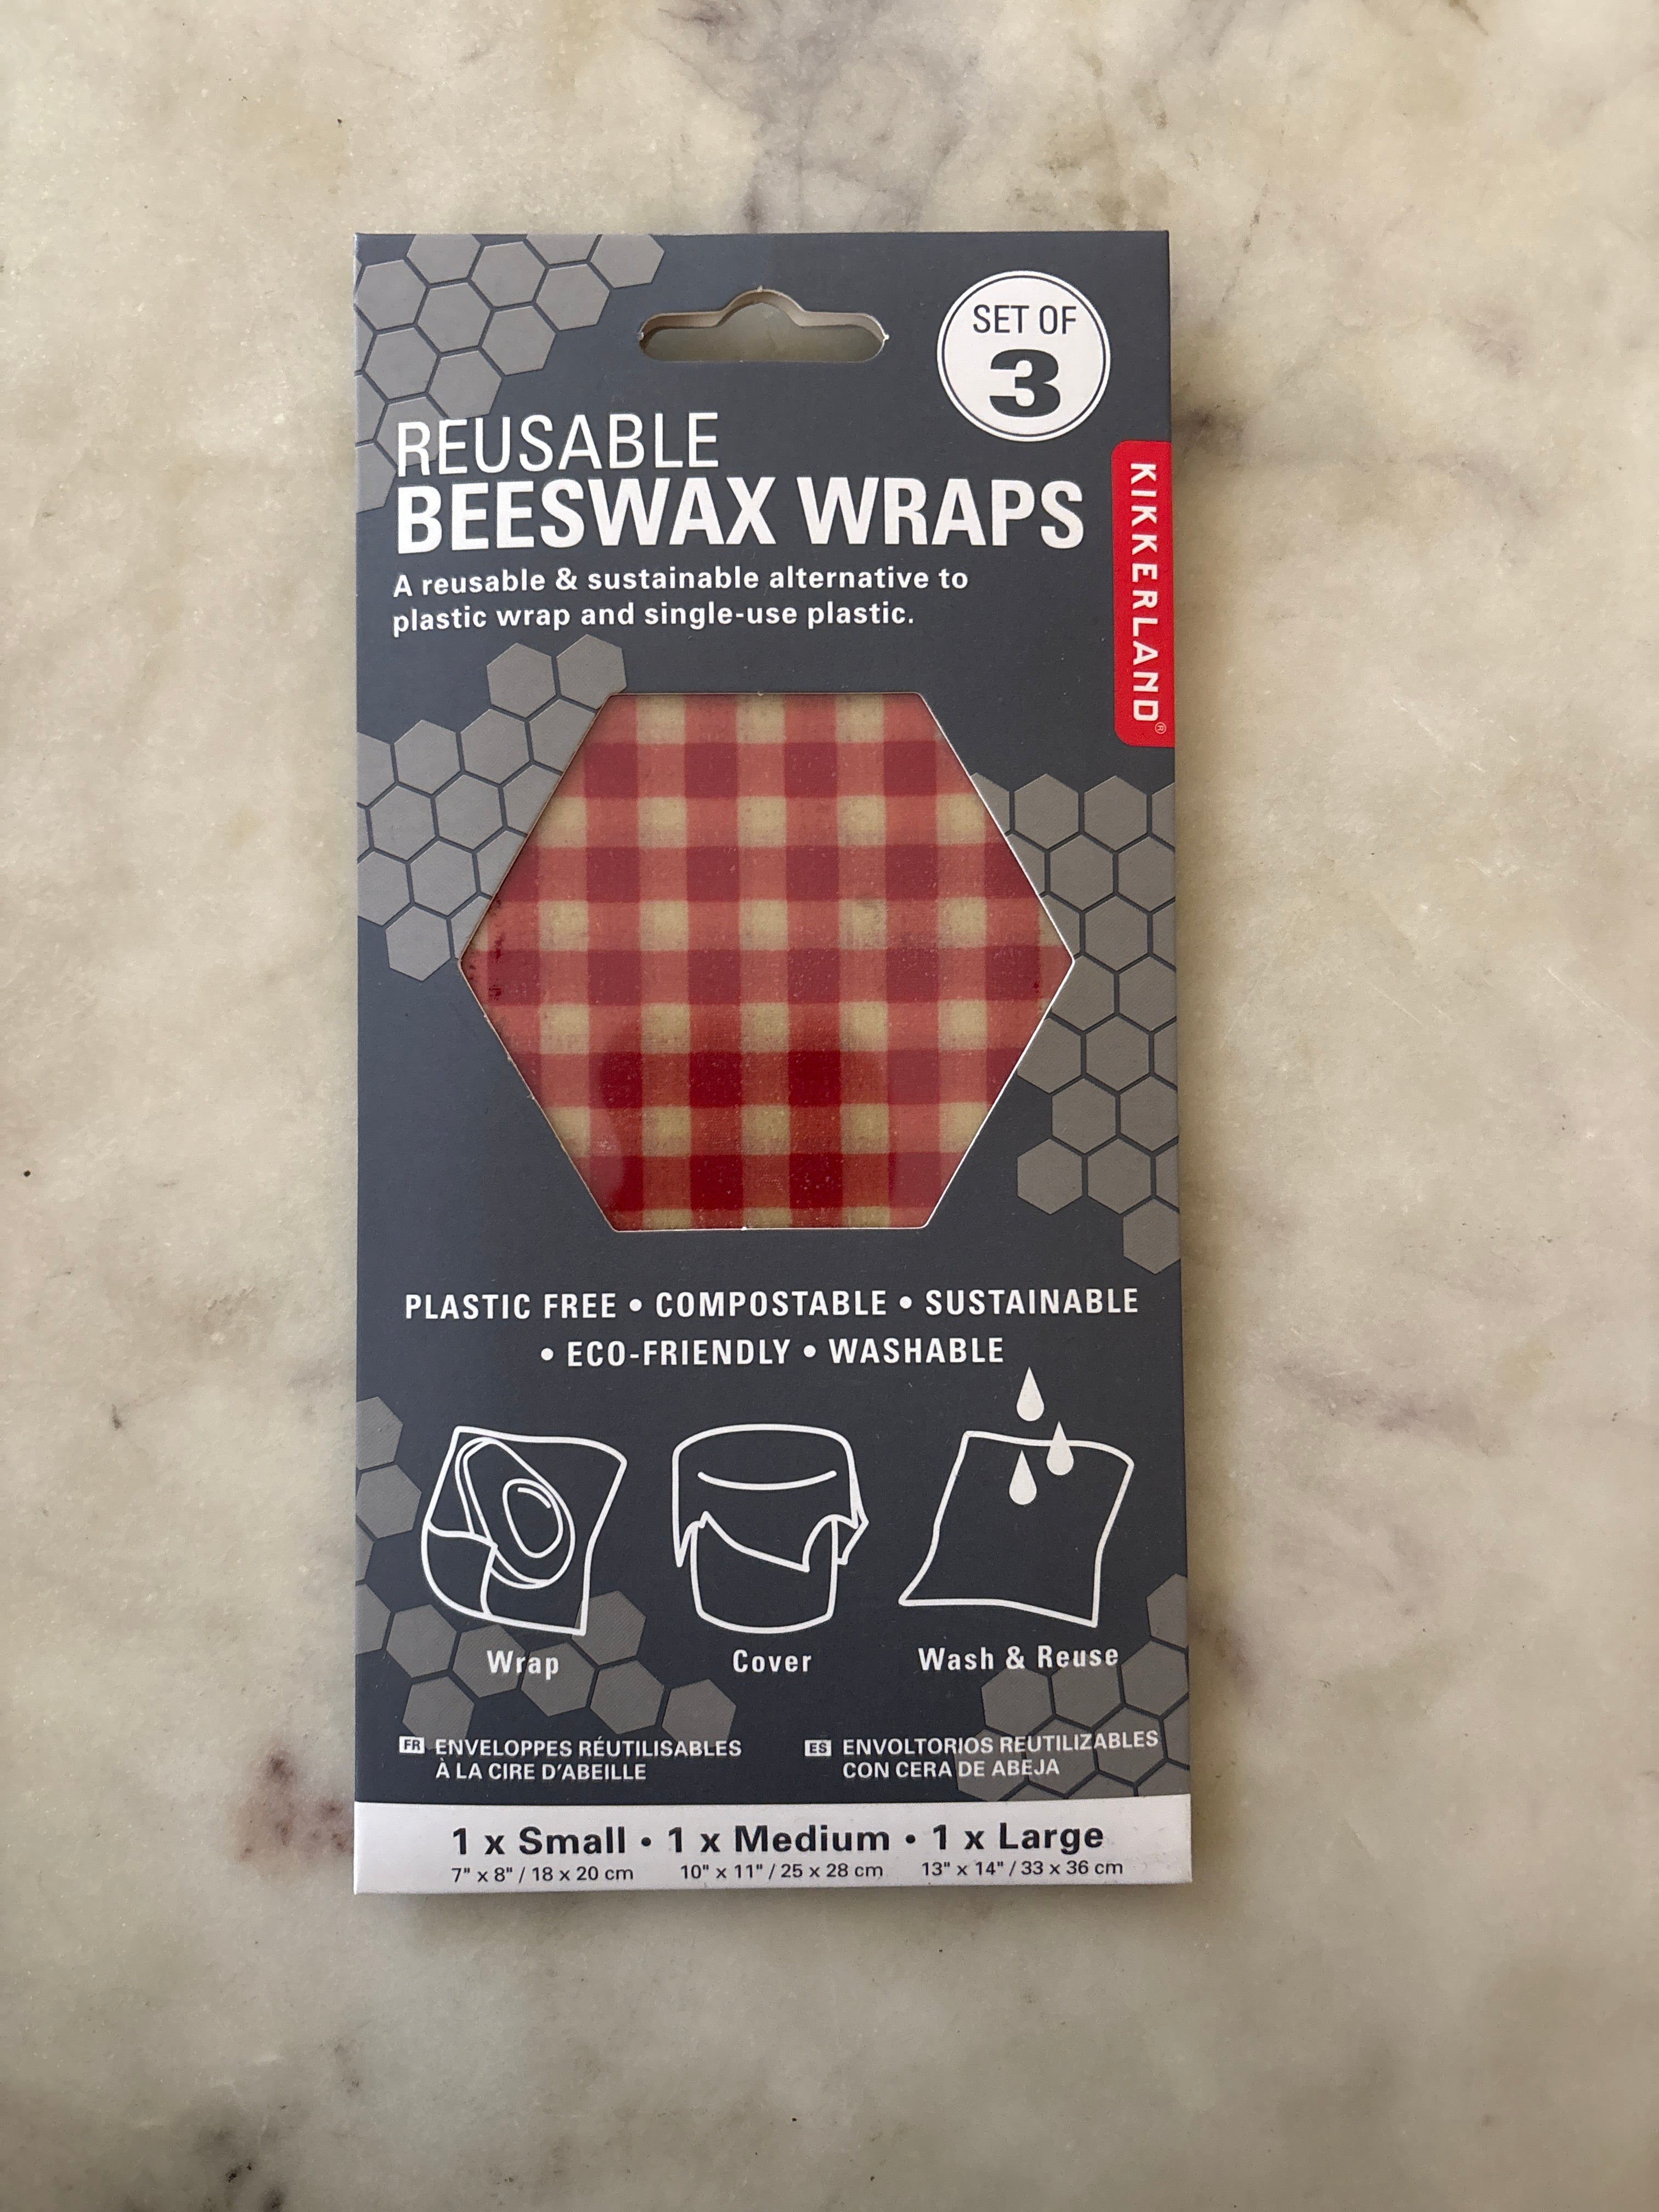 SET OF
3
REUSABLE
BEESWAX WRAPS
KIKKERLAND®
A reusable & sustainable alternative to
plastic wrap and single-use plastic.
PLASTIC FREE • COMPOSTABLE • SUSTAINABLE
• ECO-FRIENDLY • WASHABLE
Wrap
Cover
Wash & Reuse
FR ENVELOPPES RÉUTILISABLES
À LA CIRE D'ABEILLE
ES ENVOLTORIOS REUTILIZABLES
CON CERA DE ABEJA
1 x Small • 1 x Medium • 1 x Large
7" x 8" / 18 x 20 cm 10" x 11" / 25 x 28 cm 13" x 14" / 33 x 36 cm